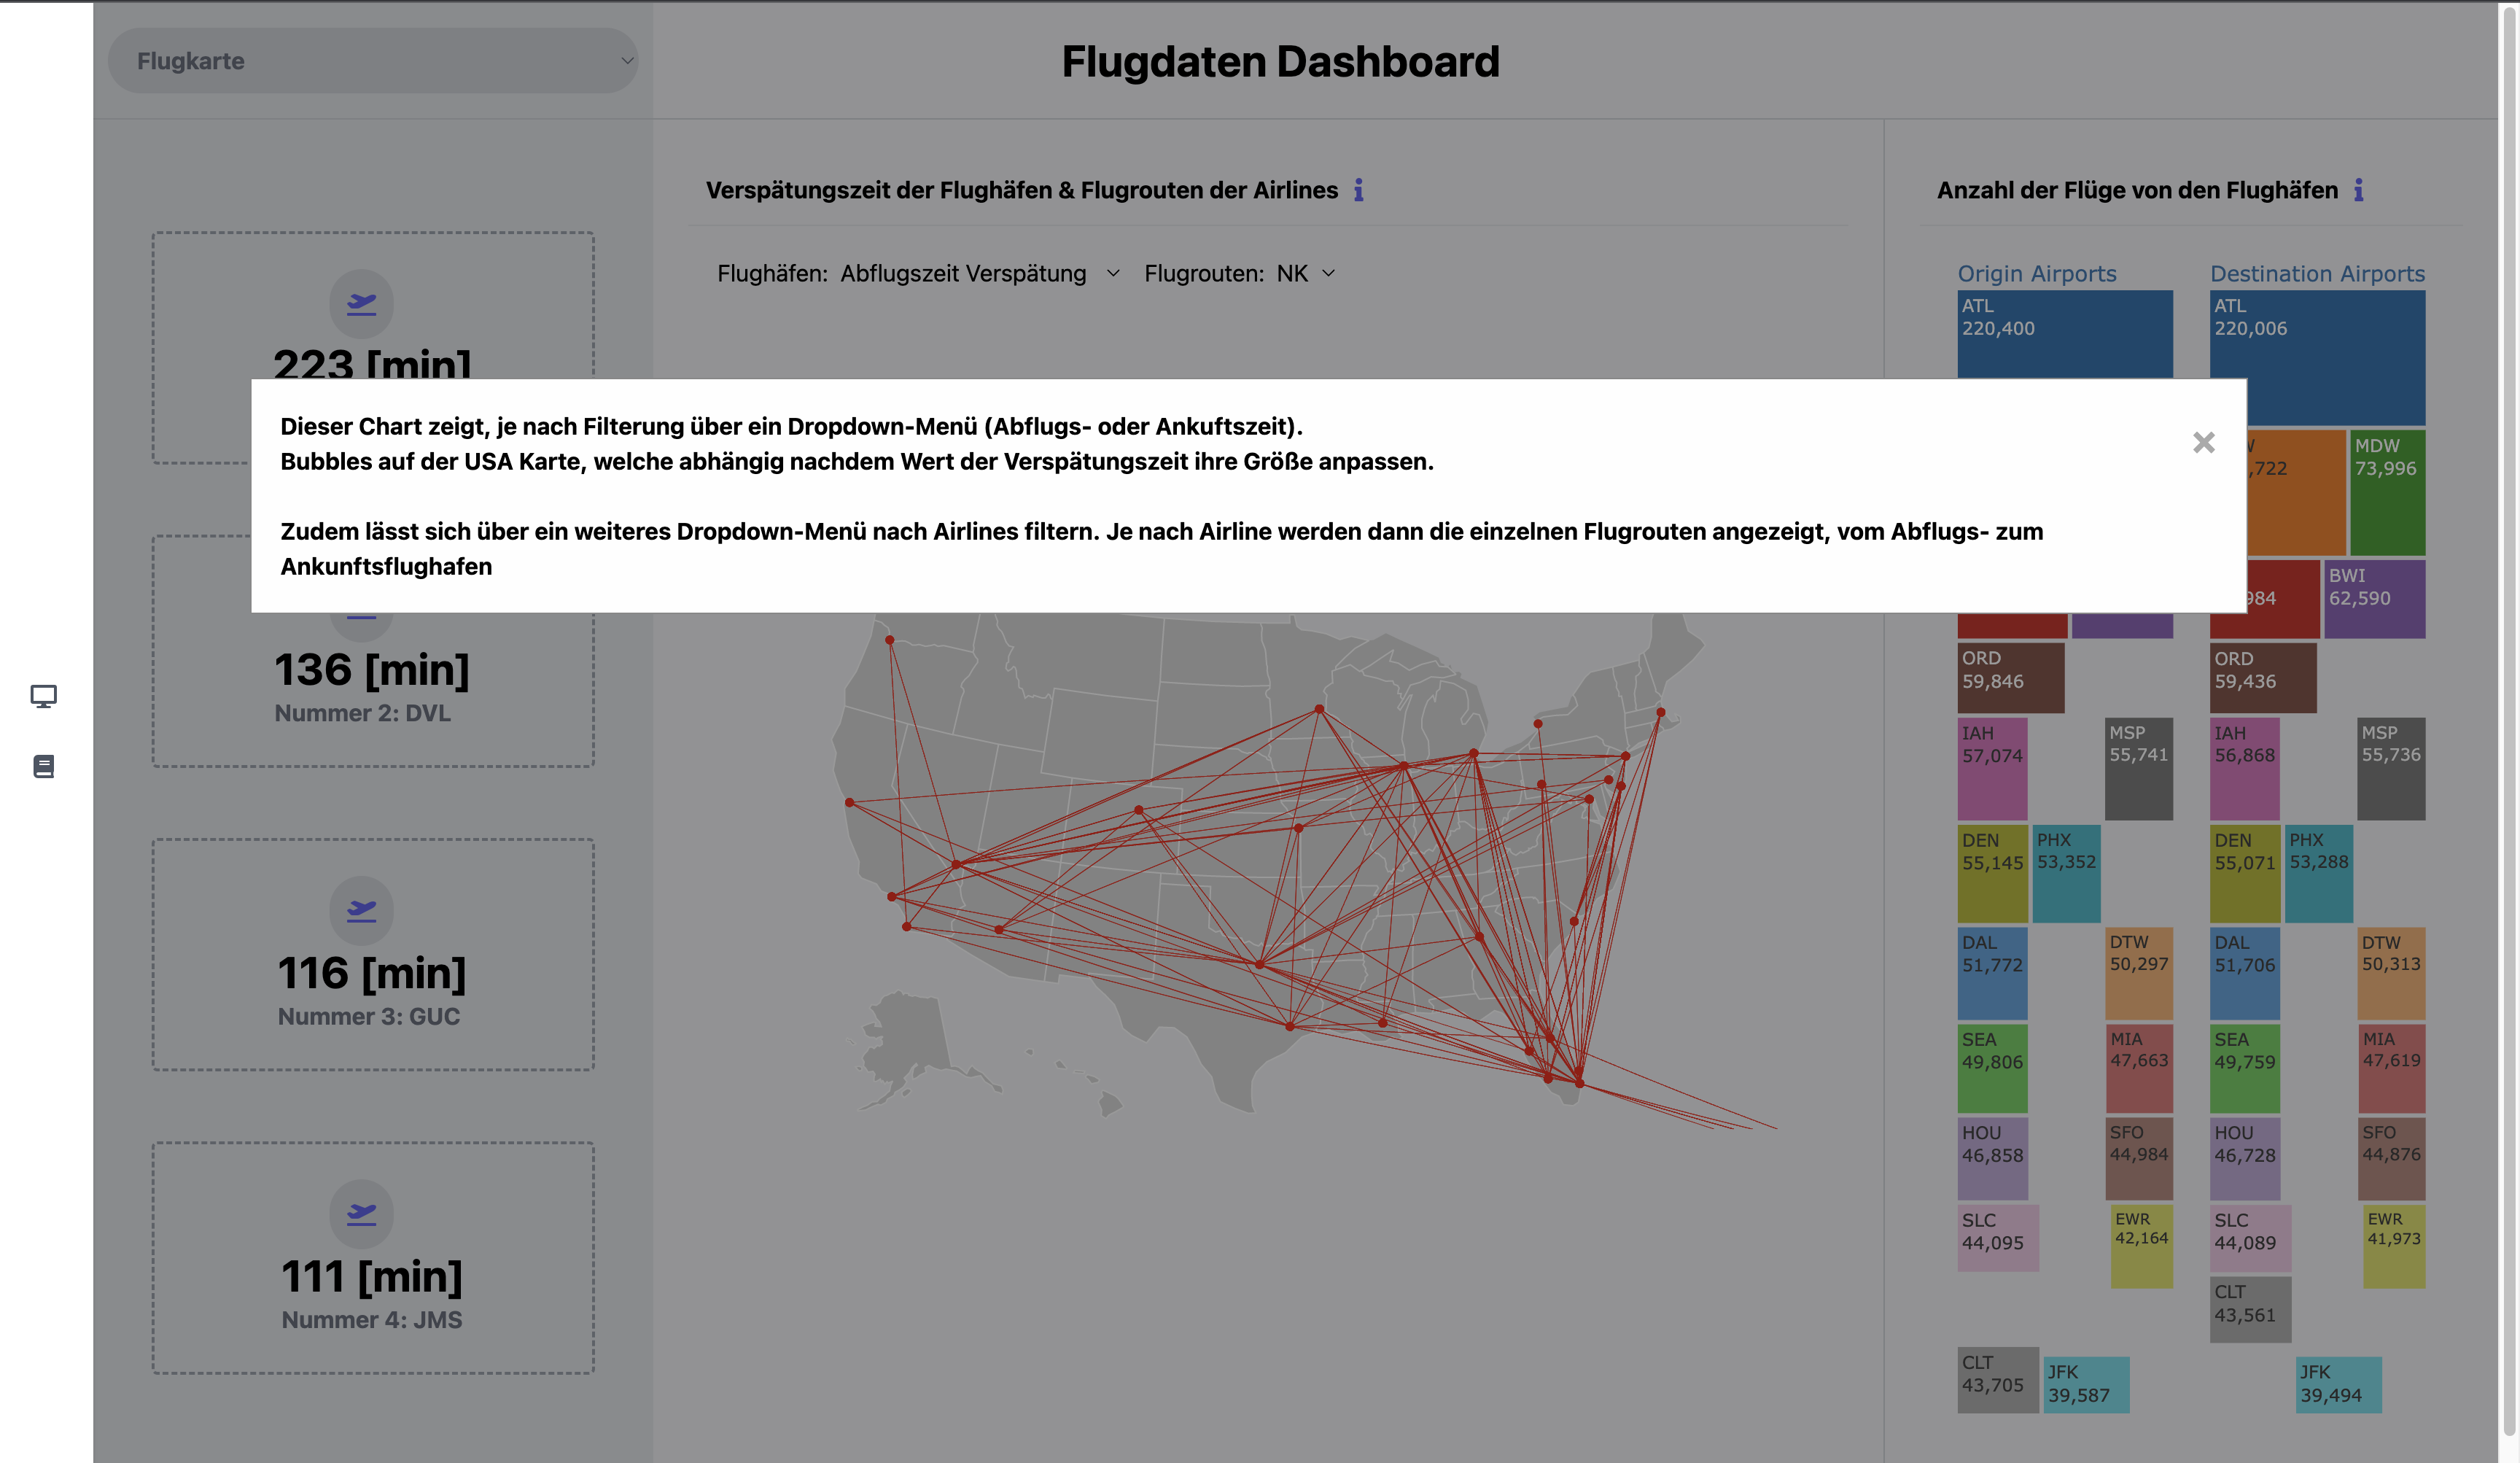 Flugkarte
Flugdaten Dashboard
Verspätungszeit der Flughäfen & Flugrouten der Airlines
Anzahl der Flüge von den Flughäfen
Flughäfen: Abflugszeit Verspätung Flugrouten: NK
223 [min]
136 [min]
Nummer 2: DVL
116 [min]
Nummer 3: GUC
111 [min]
Nummer 4: JMS
Dieser Chart zeigt, je nach Filterung über ein Dropdown-Menü (Abflugs- oder Ankuftszeit).
Bubbles auf der USA Karte, welche abhängig nachdem Wert der Verspätungszeit ihre Größe anpassen.
Zudem lässt sich über ein weiteres Dropdown-Menü nach Airlines filtern. Je nach Airline werden dann die einzelnen Flugrouten angezeigt, vom Abflugs- zum
Ankunftsflughafen
Origin Airports
ATL
220,400
ORD
59,846
IAH
57,074
MSP
55,741
DEN
55,145
PHX
53,352
DAL
51,772
DTW
50,297
SEA
49,806
MIA
47,663
HOU
46,858
SFO
44,984
SLC
44,095
EWR
42,164
CLT
43,705
JFK
39,587
Destination Airports
ATL
220,006
,722
MDW
73,996
984
BWI
62,590
ORD
59,436
IAH
56,868
MSP
55,736
DEN
55,071
PHX
53,288
DAL
51,706
DTW
50,313
SEA
49,759
MIA
47,619
HOU
46,728
SFO
44,876
SLC
44,089
EWR
41,973
CLT
43,561
JFK
39,494